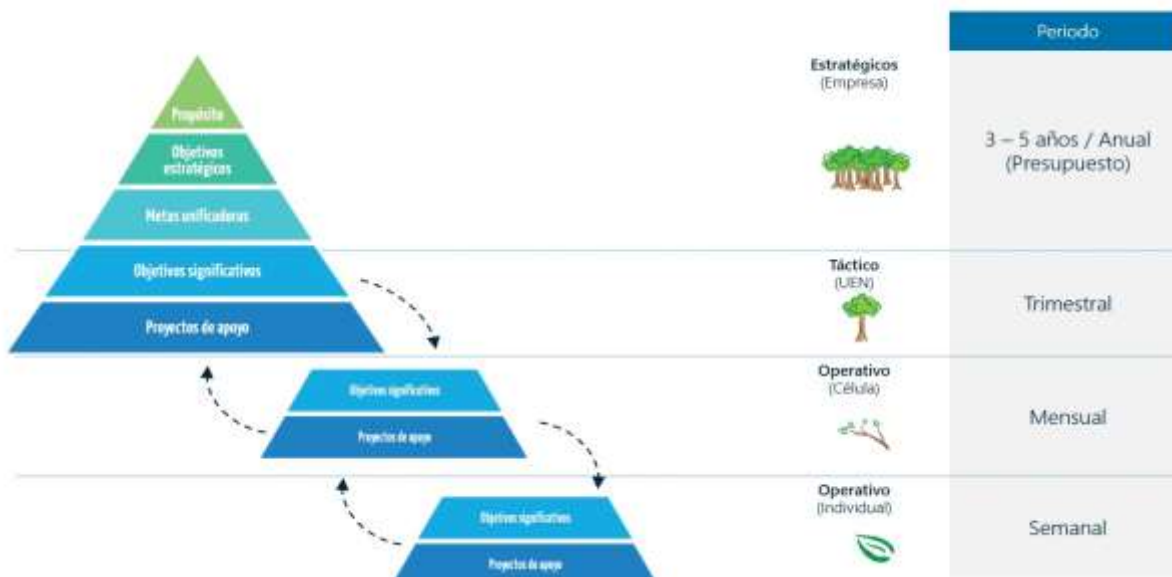 Periodo
Estratégicos
(Empresa)
3 – 5 años / Anual
(Presupuesto)
Propósito
Objetivos
estratégicos
Metas unificadoras
Objetivos significativos
Proyectos de apoyo
Táctico
(UEN)
Trimestral
Objetivos significativos
Proyectos de apoyo
Operativo
(Célula)
Mensual
Objetivos significativos
Proyectos de apoyo
Operativo
(Individual)
Semanal